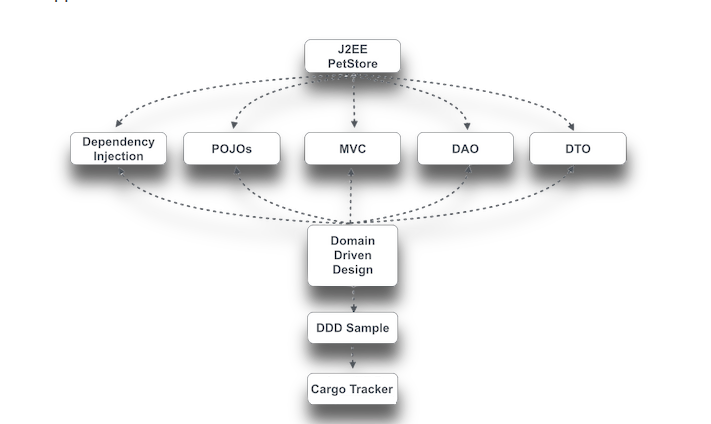 J2EE
PetStore
Dependency
Injection
POJOs
MVC
DAO
DTO
Domain
Driven
Design
DDD Sample
Cargo Tracker